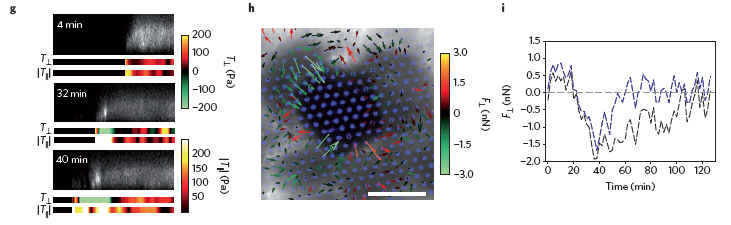 g
4 min
T⊥
|T∥|
32 min
T⊥
|T∥|
40 min
T⊥
|T∥|
200
100
0
−100
−200
T⊥ (Pa)
200
150
100
50
|T∥| (Pa)
h
3.0
1.5
0
−1.5
−3.0
F⊥ (nN)
i
1.5
1.0
0.5
0.0
−0.5
−1.0
−1.5
−2.0
F⊥ (nN)
0 20 40 60 80 100 120
Time (min)